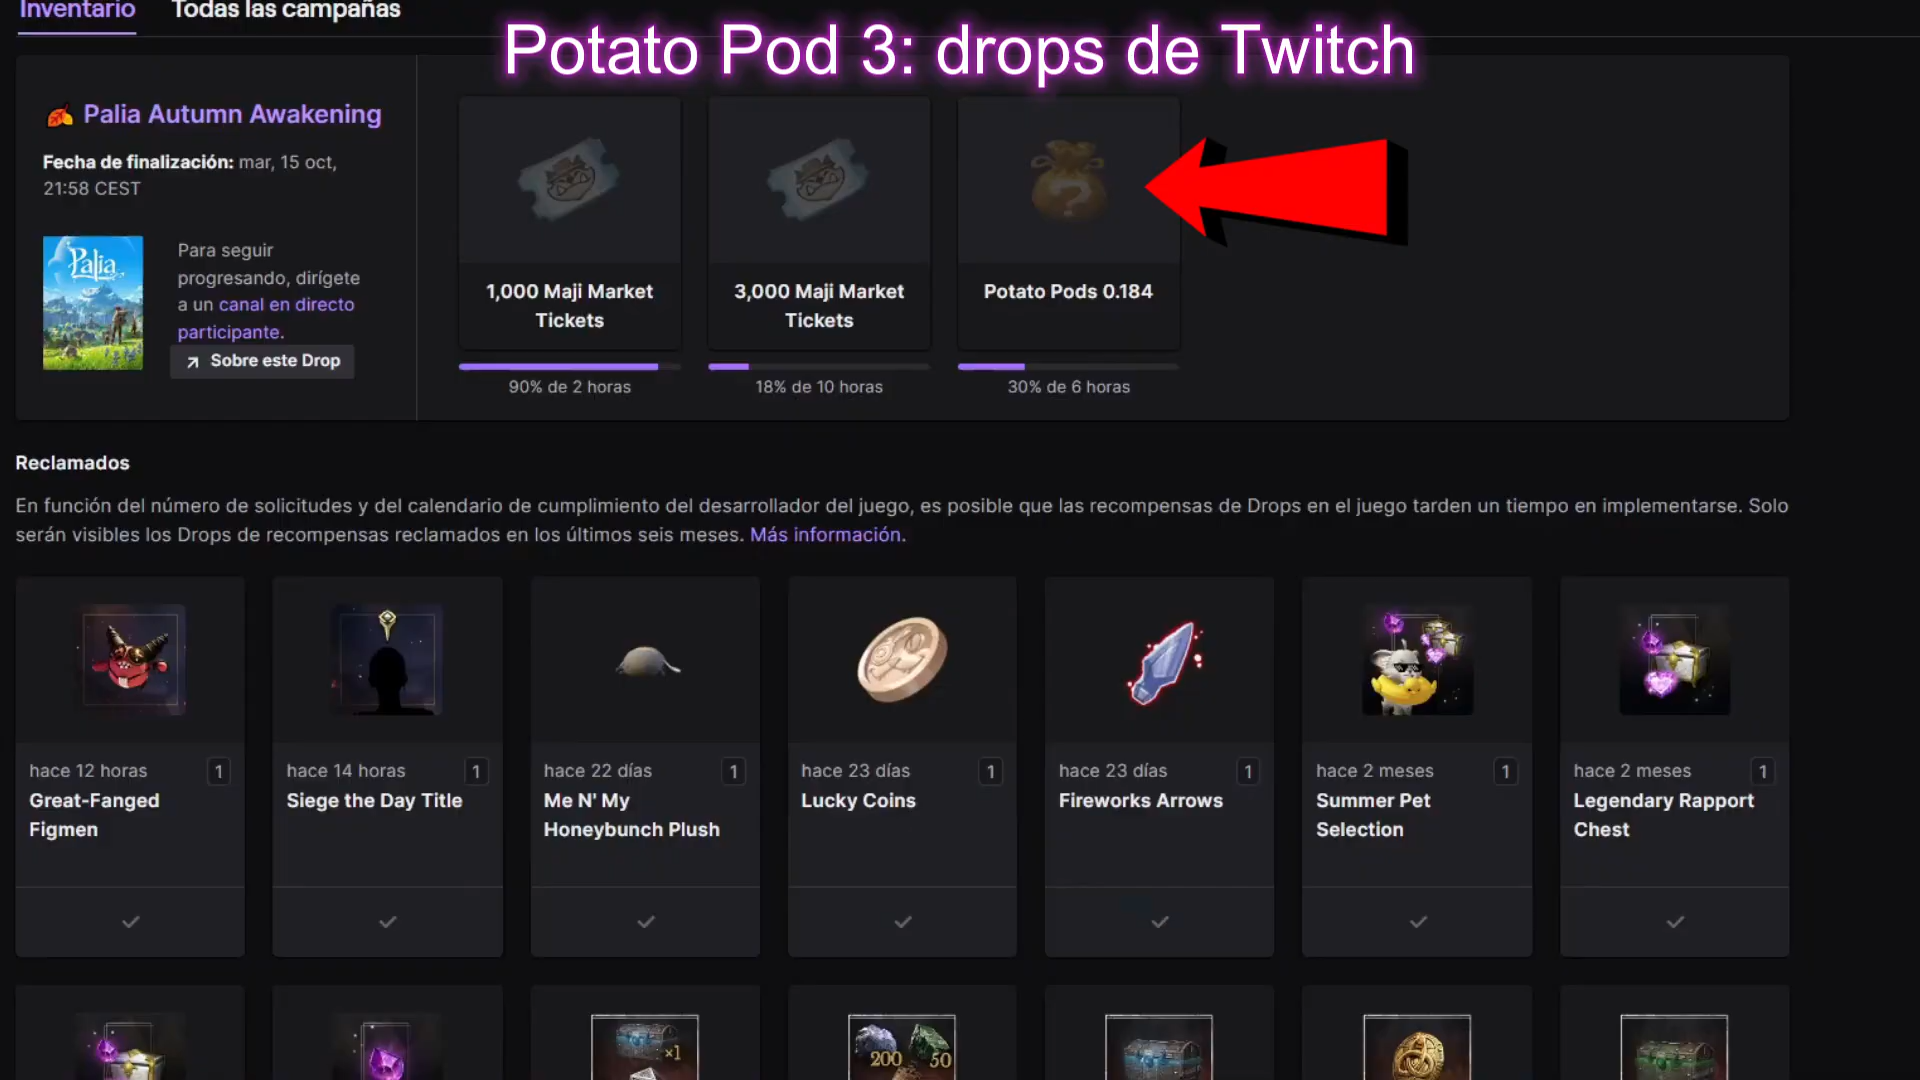 Inventario
Todas las campañas
Potato Pod 3: drops de Twitch
Palia Autumn Awakening
Fecha de finalización: mar, 15 oct,
21:58 CEST
Palia
Para seguir
progresando, dirígete
a un canal en directo
participante.
Sobre este Drop
1,000 Maji Market
Tickets
90% de 2 horas
3,000 Maji Market
Tickets
18% de 10 horas
?
Potato Pods 0.184
30% de 6 horas
Reclamados
En función del número de solicitudes y del calendario de cumplimiento del desarrollador del juego, es posible que las recompensas de Drops en el juego tarden un tiempo en implementarse. Solo
serán visibles los Drops de recompensas reclamados en los últimos seis meses. Más información.
hace 12 horas 1
Great-Fanged
Figmen
hace 14 horas 1
Siege the Day Title
hace 22 días 1
Me N' My
Honeybunch Plush
hace 23 días 1
Lucky Coins
hace 23 días 1
Fireworks Arrows
hace 2 meses 1
Summer Pet
Selection
hace 2 meses 1
Legendary Rapport
Chest
×1
200 50